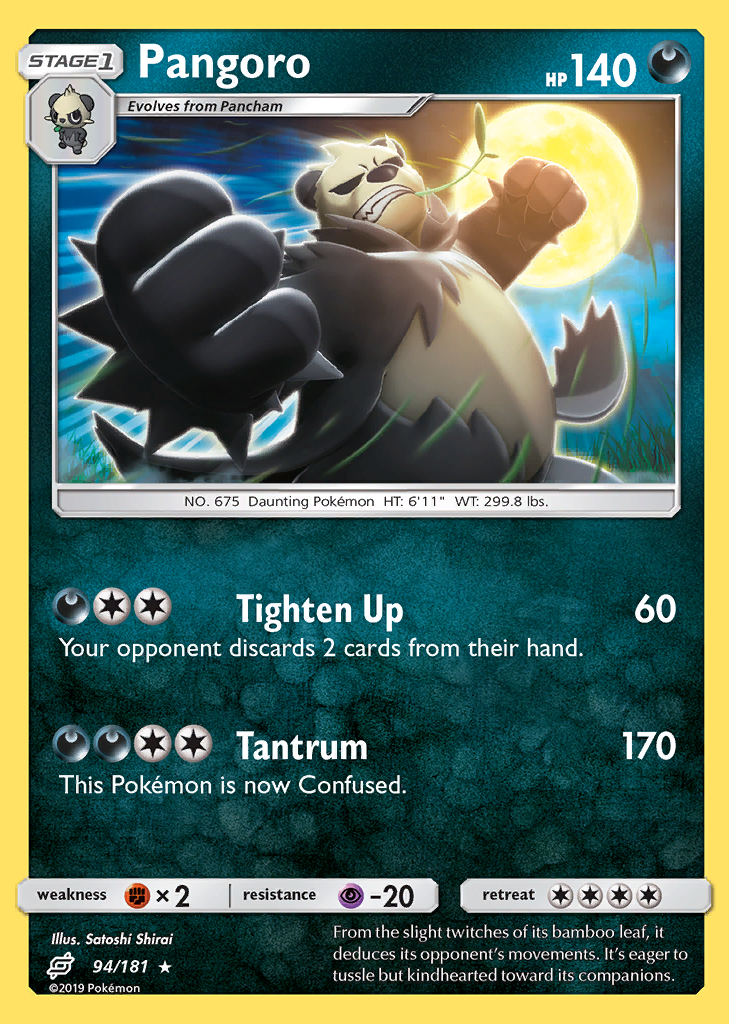 STAGE1
Pangoro
HP140
Evolves from Pancham
NO. 675 Daunting Pokémon HT: 6'11" WT: 299.8 lbs.
Tighten Up 60
Your opponent discards 2 cards from their hand.
Tantrum 170
This Pokémon is now Confused.
weakness ×2 resistance -20 retreat
Illus. Satoshi Shirai
94/181 ★
©2019 Pokémon
From the slight twitches of its bamboo leaf, it
deduces its opponent's movements. It's eager to
tussle but kindhearted toward its companions.